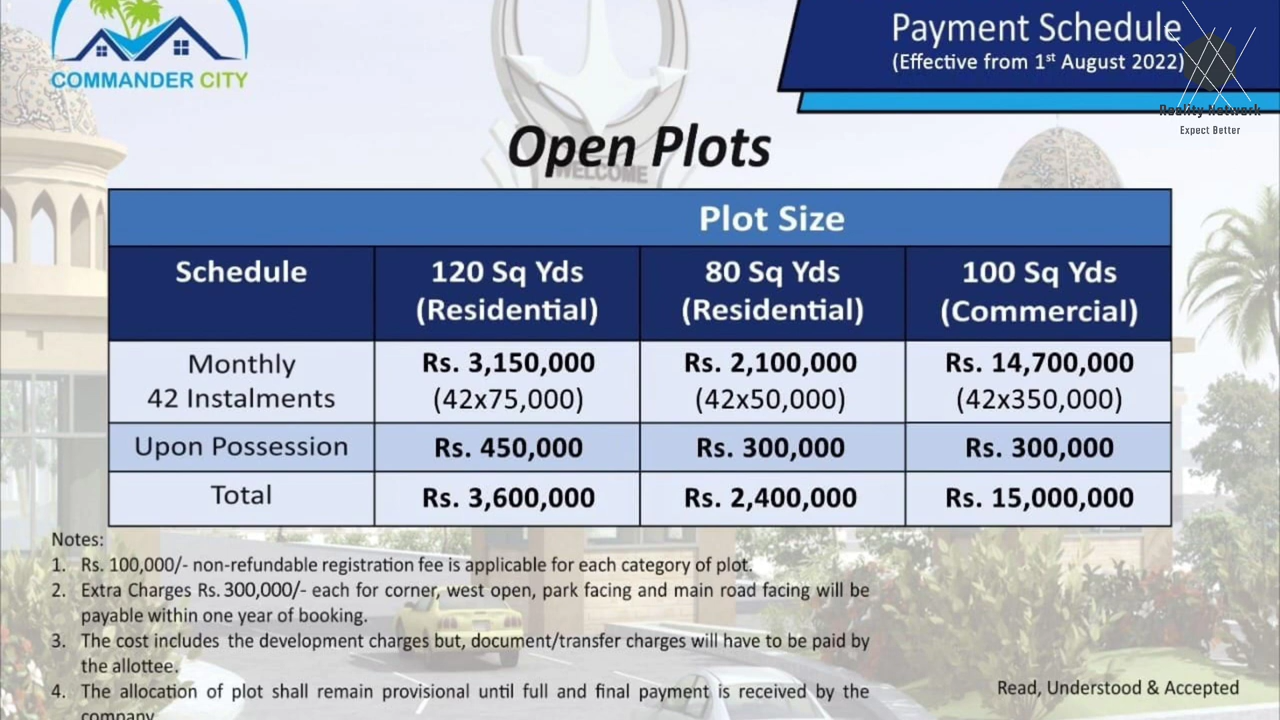 COMMANDER CITY
Payment Schedule
(Effective from 1st August 2022)
Reality Network
Expect Better
WELCOME
Open Plots
Plot Size
Schedule 120 Sq Yds 80 Sq Yds 100 Sq Yds
(Residential) (Residential) (Commercial)
Monthly Rs. 3,150,000 Rs. 2,100,000 Rs. 14,700,000
42 Instalments (42x75,000) (42x50,000) (42x350,000)
Upon Possession Rs. 450,000 Rs. 300,000 Rs. 300,000
Total Rs. 3,600,000 Rs. 2,400,000 Rs. 15,000,000
Notes:
1. Rs. 100,000/- non-refundable registration fee is applicable for each category of plot.
2. Extra Charges Rs. 300,000/- each for corner, west open, park facing and main road facing will be
payable within one year of booking.
3. The cost includes the development charges but, document/transfer charges will have to be paid by
the allottee.
4. The allocation of plot shall remain provisional until full and final payment is received by the
company
Read, Understood & Accepted